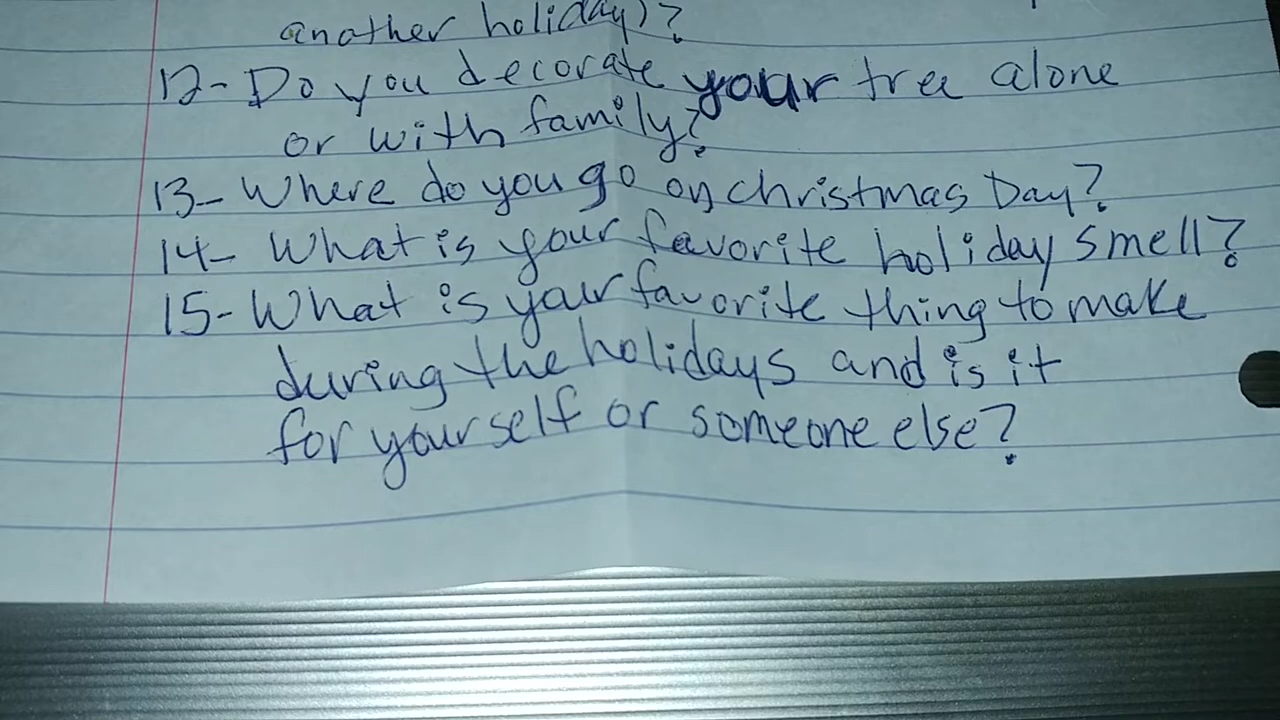 another holiday)?
12- Do you decorate your tree alone
or with family?
13- Where do you go on Christmas Day?
14- What is your favorite holiday smell?
15- What is your favorite thing to make
during the holidays and is it
for yourself or someone else?